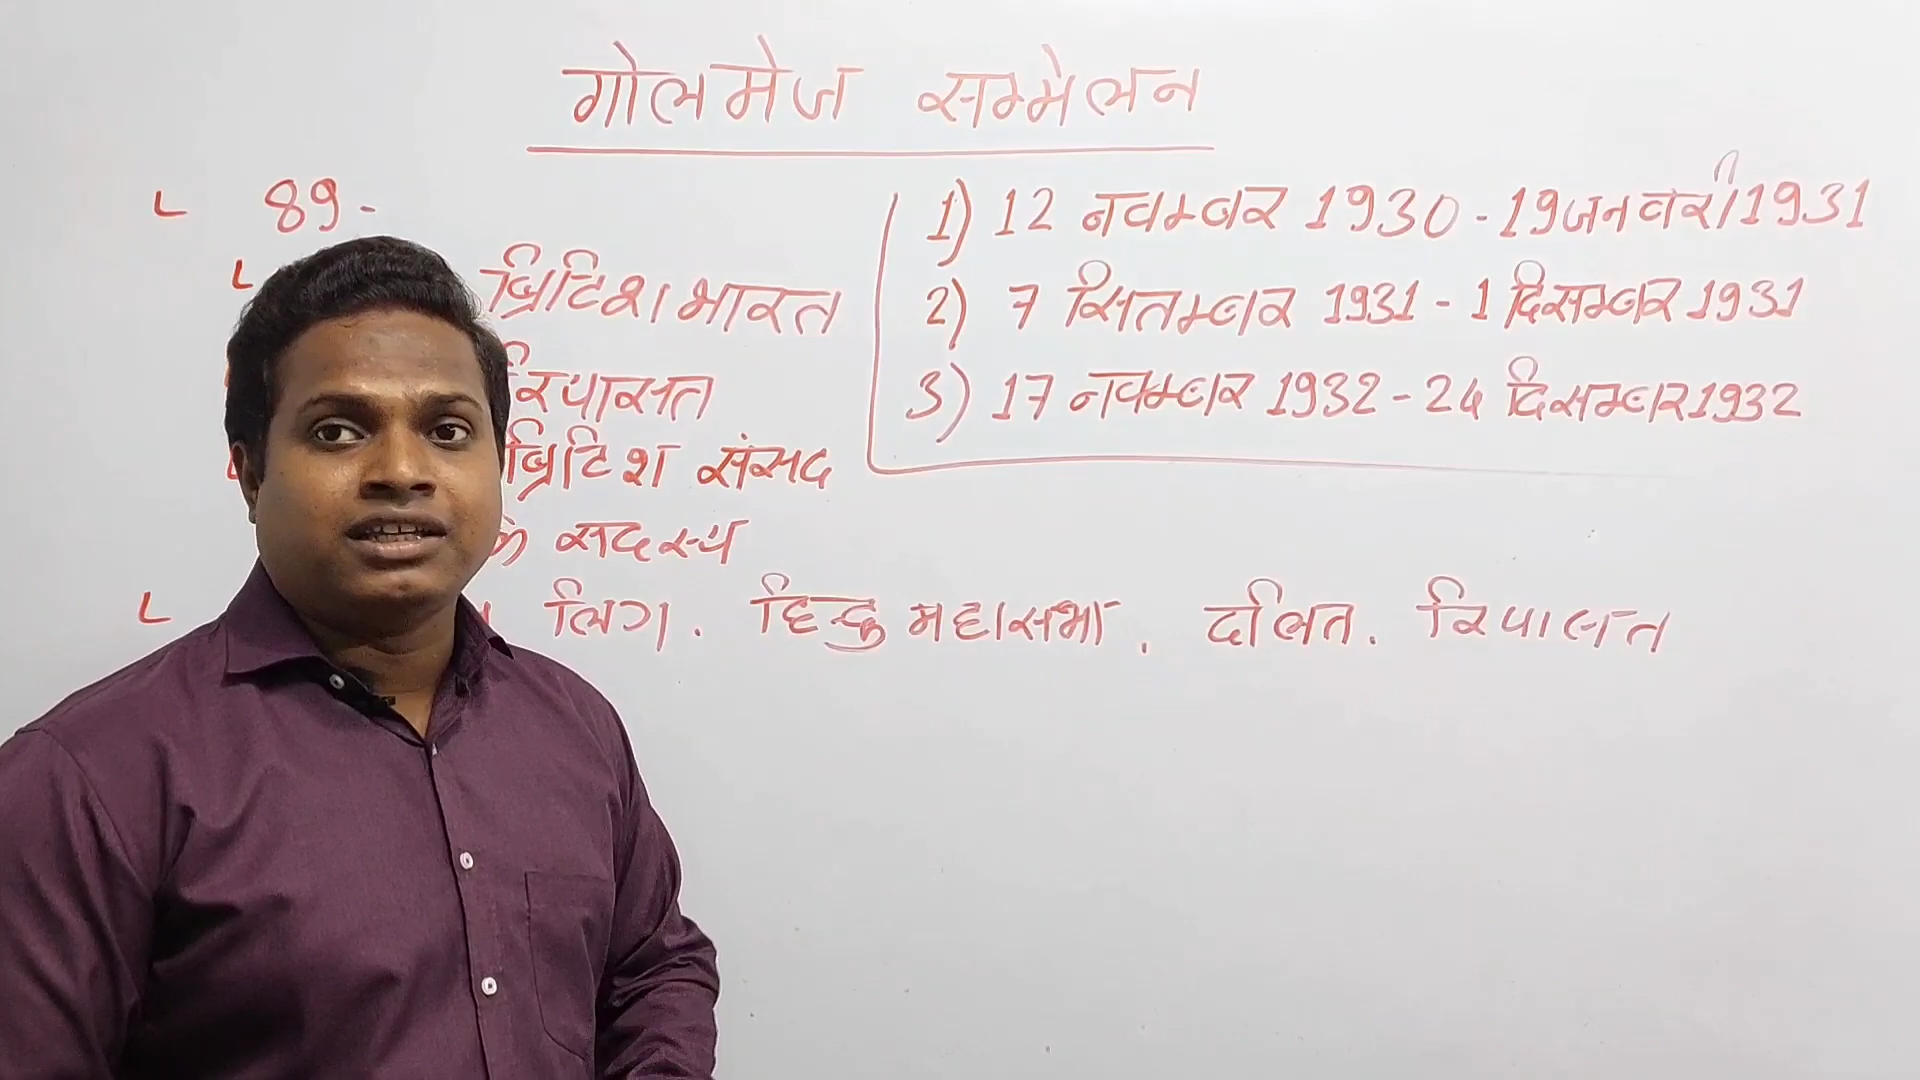 गोलमेज सम्मेलन
89 -
ब्रिटिश भारत
रियासत
ब्रिटिश संसद
के सदस्य
लिग . हिन्दु महासभा . दलित . रियासत
1) 12 नवम्बर 1930 - 19 जनवरी 1931
2) 7 सितम्बर 1931 - 1 दिसम्बर 1931
3) 17 नवम्बर 1932 - 24 दिसम्बर 1932